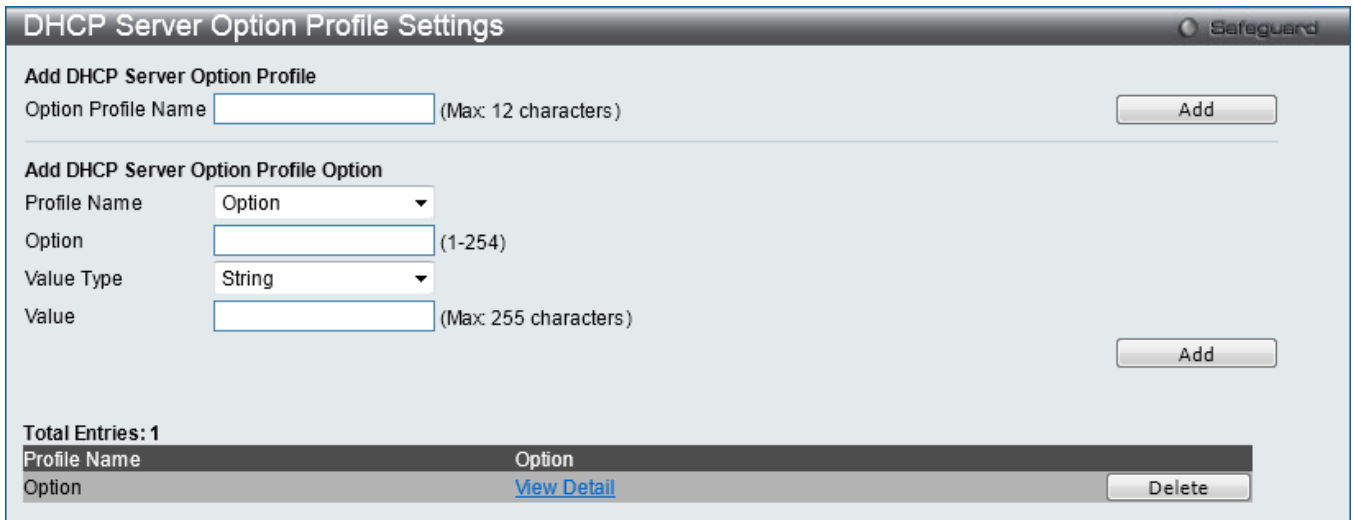 DHCP Server Option Profile Settings Safeguard
Add DHCP Server Option Profile
Option Profile Name (Max: 12 characters) Add
Add DHCP Server Option Profile Option
Profile Name Option
Option (1-254)
Value Type String
Value (Max: 255 characters)
Add
Total Entries: 1
Profile Name Option
Option View Detail Delete